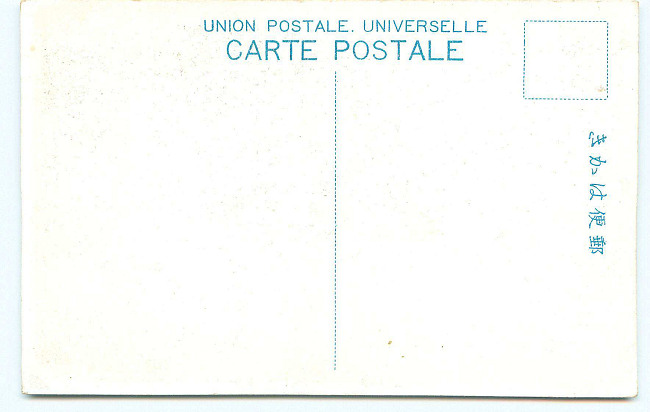 UNION POSTALE. UNIVERSELLE
CARTE POSTALE
郵便はかき